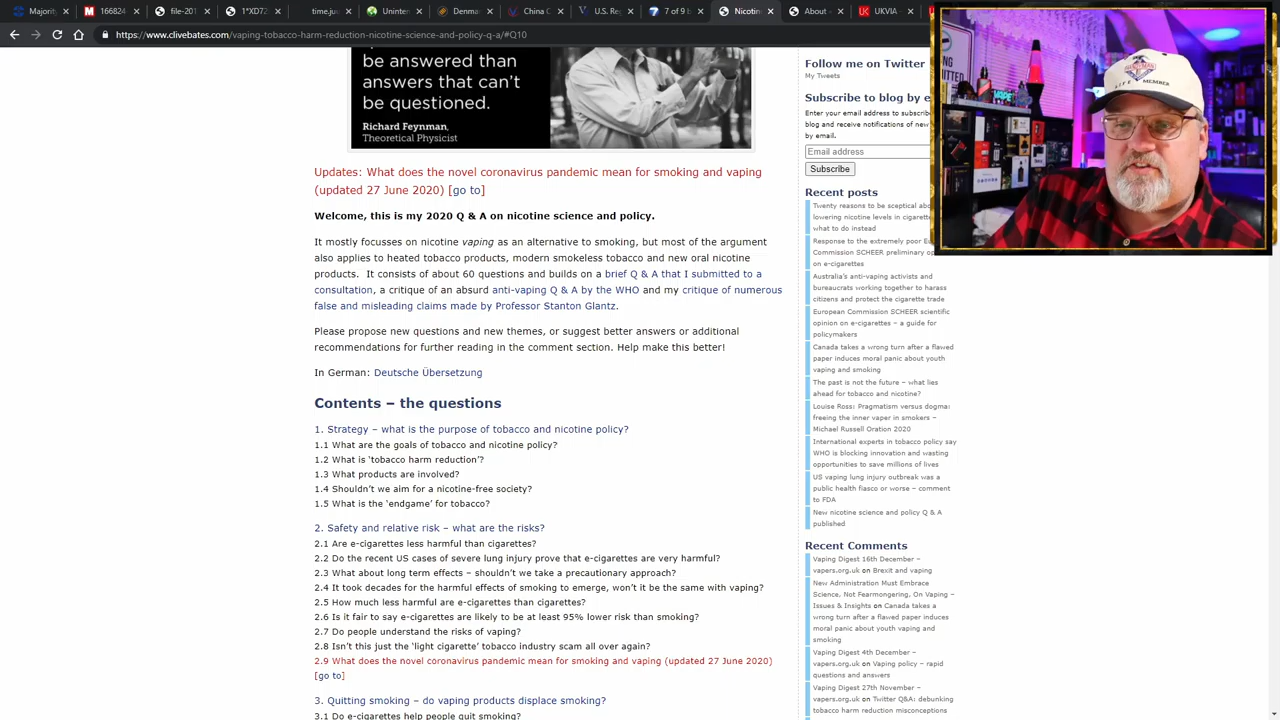 Majorit
166824
file-201
TXD72
timeline
Uninten
Denma
China C
U.S. Re
7 of 9 b
Nicotin
About
UKVIA
https://www.clivebates.com/vaping-tobacco-harm-reduction-nicotine-science-and-policy-q-a/#Q10
be answered than
answers that can't
be questioned.
Richard Feynman,
Theoretical Physicist
Updates: What does the novel coronavirus pandemic mean for smoking and vaping
(updated 27 June 2020) [go to]
Welcome, this is my 2020 Q & A on nicotine science and policy.
It mostly focusses on nicotine vaping as an alternative to smoking, but most of the argument
also applies to heated tobacco products, modern smokeless tobacco and new oral nicotine
products.  It consists of about 60 questions and builds on a brief Q & A that I submitted to a
consultation, a critique of an absurd anti-vaping Q & A by the WHO and my critique of numerous
false and misleading claims made by Professor Stanton Glantz.
Please propose new questions and new themes, or suggest better answers or additional
recommendations for further reading in the comment section. Help make this better!
In German: Deutsche Übersetzung
Contents – the questions
1. Strategy – what is the purpose of tobacco and nicotine policy?
1.1 What are the goals of tobacco and nicotine policy?
1.2 What is 'tobacco harm reduction'?
1.3 What products are involved?
1.4 Shouldn't we aim for a nicotine-free society?
1.5 What is the 'endgame' for tobacco?
2. Safety and relative risk – what are the risks?
2.1 Are e-cigarettes less harmful than cigarettes?
2.2 Do the recent US cases of severe lung injury prove that e-cigarettes are very harmful?
2.3 What about long term effects – shouldn't we take a precautionary approach?
2.4 It took decades for the harmful effects of smoking to emerge, won't it be the same with vaping?
2.5 How much less harmful are e-cigarettes than cigarettes?
2.6 Is it fair to say e-cigarettes are likely to be at least 95% lower risk than smoking?
2.7 Do people understand the risks of vaping?
2.8 Isn't this just the 'light cigarette' tobacco industry scam all over again?
2.9 What does the novel coronavirus pandemic mean for smoking and vaping (updated 27 June 2020)
[go to]
3. Quitting smoking – do vaping products displace smoking?
3.1 Do e-cigarettes help people quit smoking?
Follow me on Twitter
My Tweets
Subscribe to blog by e
Enter your email address to subscribe
blog and receive notifications of new
by email.
Email address
Subscribe
Recent posts
Twenty reasons to be sceptical abo
lowering nicotine levels in cigarette
what to do instead
Response to the extremely poor Eu
Commission SCHEER preliminary op
on e-cigarettes
Australia's anti-vaping activists and
bureaucrats working together to harass
citizens and protect the cigarette trade
European Commission SCHEER scientific
opinion on e-cigarettes – a guide for
policymakers
Canada takes a wrong turn after a flawed
paper induces moral panic about youth
vaping and smoking
The past is not the future – what lies
ahead for tobacco and nicotine?
Louise Ross: Pragmatism versus dogma:
freeing the inner vaper in smokers –
Michael Russell Oration 2020
International experts in tobacco policy say
WHO is blocking innovation and wasting
opportunities to save millions of lives
US vaping lung injury outbreak was a
public health fiasco or worse – comment
to FDA
New nicotine science and policy Q & A
published
Recent Comments
Vaping Digest 16th December –
vapers.org.uk on Brexit and vaping
New Administration Must Embrace
Science, Not Fearmongering, On Vaping –
Issues & Insights on Canada takes a
wrong turn after a flawed paper induces
moral panic about youth vaping and
smoking
Vaping Digest 4th December –
vapers.org.uk on Vaping policy – rapid
questions and answers
Vaping Digest 27th November –
vapers.org.uk on Twitter Q&A: debunking
tobacco harm reduction misconceptions
VAPE
MEMBER